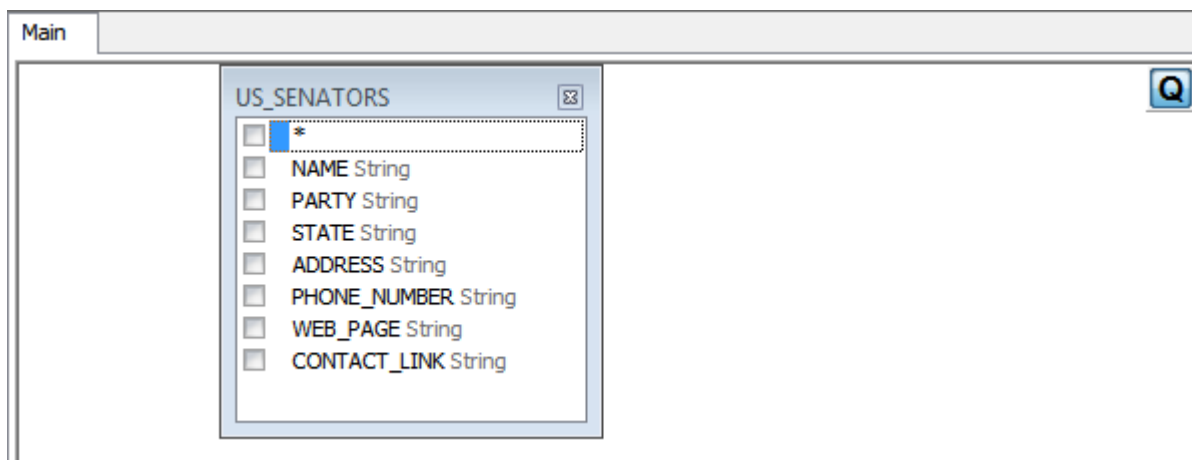 Main
US_SENATORS
*
NAME String
PARTY String
STATE String
ADDRESS String
PHONE_NUMBER String
WEB_PAGE String
CONTACT_LINK String
Q